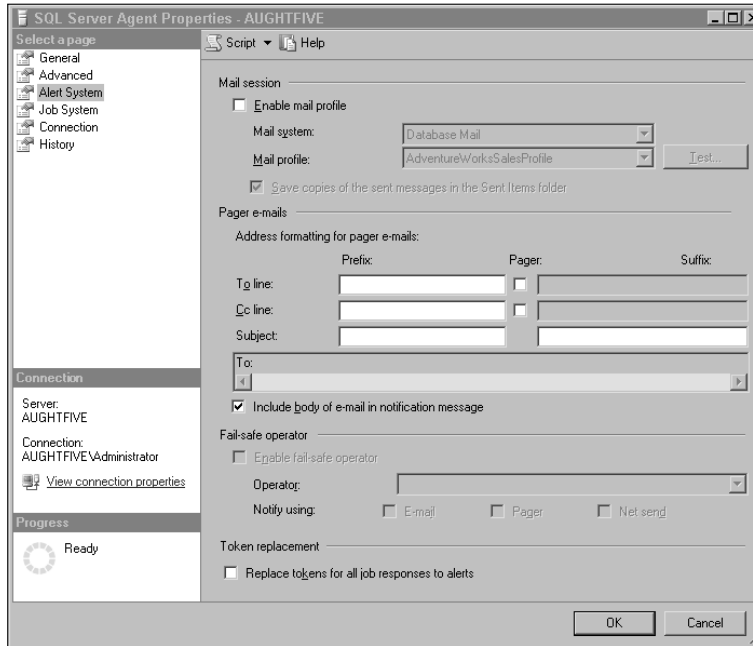 SQL Server Agent Properties - AUGHTFIVE
Select a page
General
Advanced
Alert System
Job System
Connection
History
Script Help
Mail session
Enable mail profile
Mail system: Database Mail
Mail profile: AdventureWorksSalesProfile Test...
Save copies of the sent messages in the Sent Items folder
Pager e-mails
Address formatting for pager e-mails:
Prefix: Pager: Suffix:
To line:
Cc line:
Subject:
To:
Include body of e-mail in notification message
Fail-safe operator
Enable fail-safe operator
Operator:
Notify using: E-mail Pager Net send
Token replacement
Replace tokens for all job responses to alerts
Connection
Server:
AUGHTFIVE
Connection:
AUGHTFIVE\Administrator
View connection properties
Progress
Ready
OK Cancel